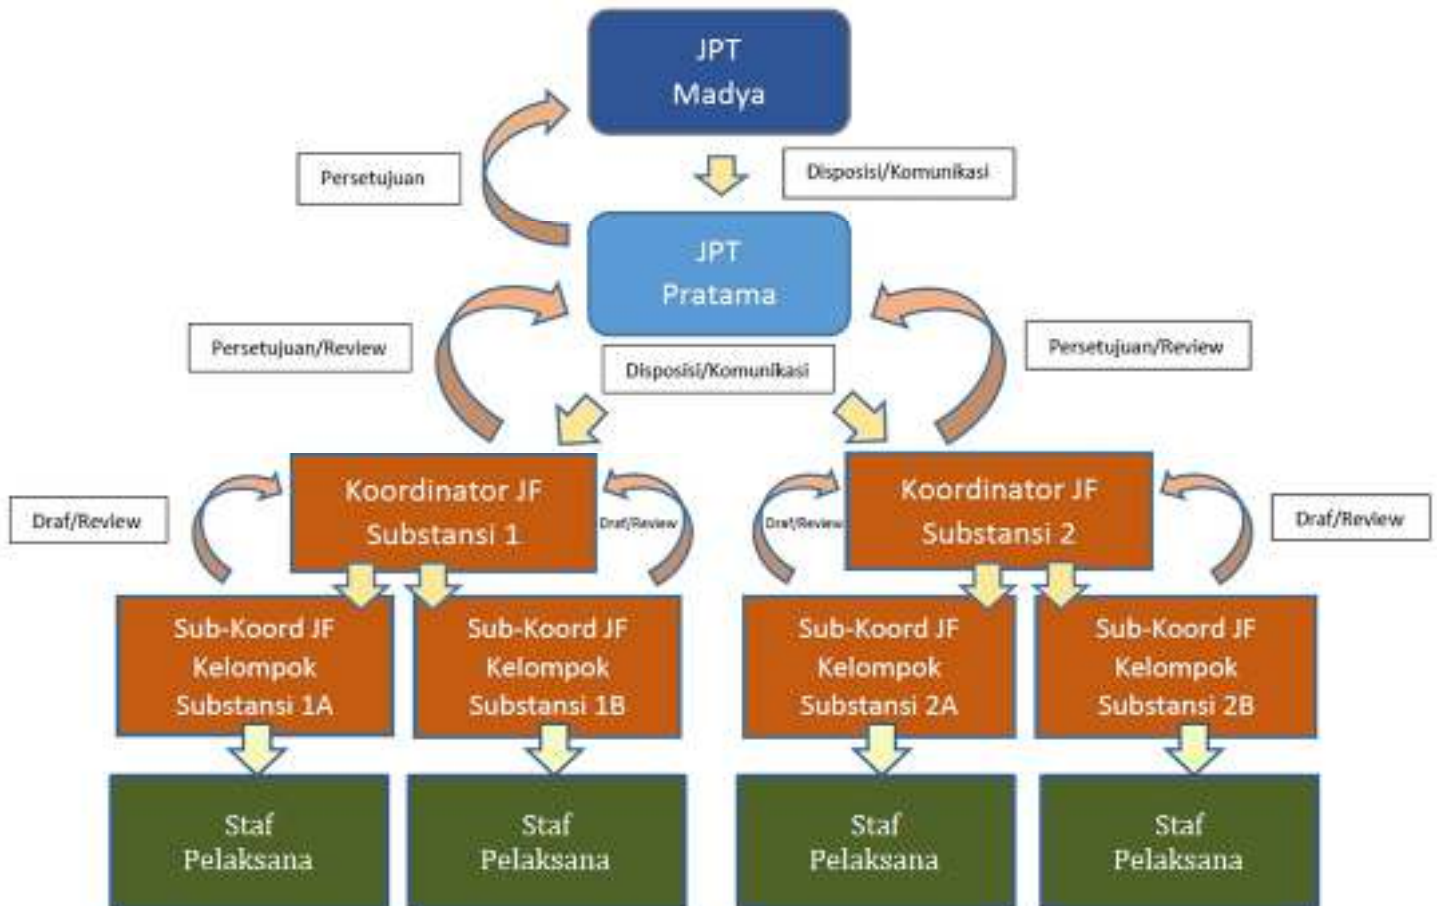 JPT
Madya
Persetujuan
Disposisi/Komunikasi
JPT
Pratama
Persetujuan/Review
Disposisi/Komunikasi
Persetujuan/Review
Draf/Review
Koordinator JF
Substansi 1
Draf/Review
Draf/Review
Koordinator JF
Substansi 2
Draf/Review
Sub-Koord JF
Kelompok
Substansi 1A
Sub-Koord JF
Kelompok
Substansi 1B
Sub-Koord JF
Kelompok
Substansi 2A
Sub-Koord JF
Kelompok
Substansi 2B
Staf
Pelaksana
Staf
Pelaksana
Staf
Pelaksana
Staf
Pelaksana